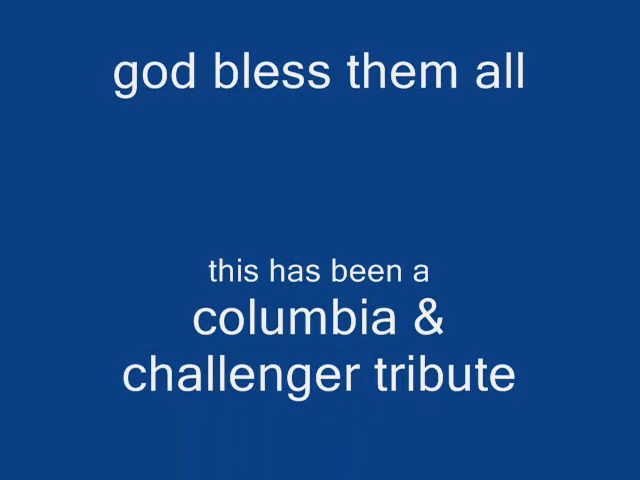 god bless them all
this has been a
columbia &
challenger tribute